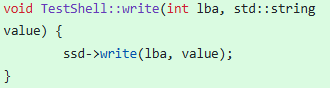 void TestShell::write(int lba, std::string
value) {
        ssd->write(lba, value);
}